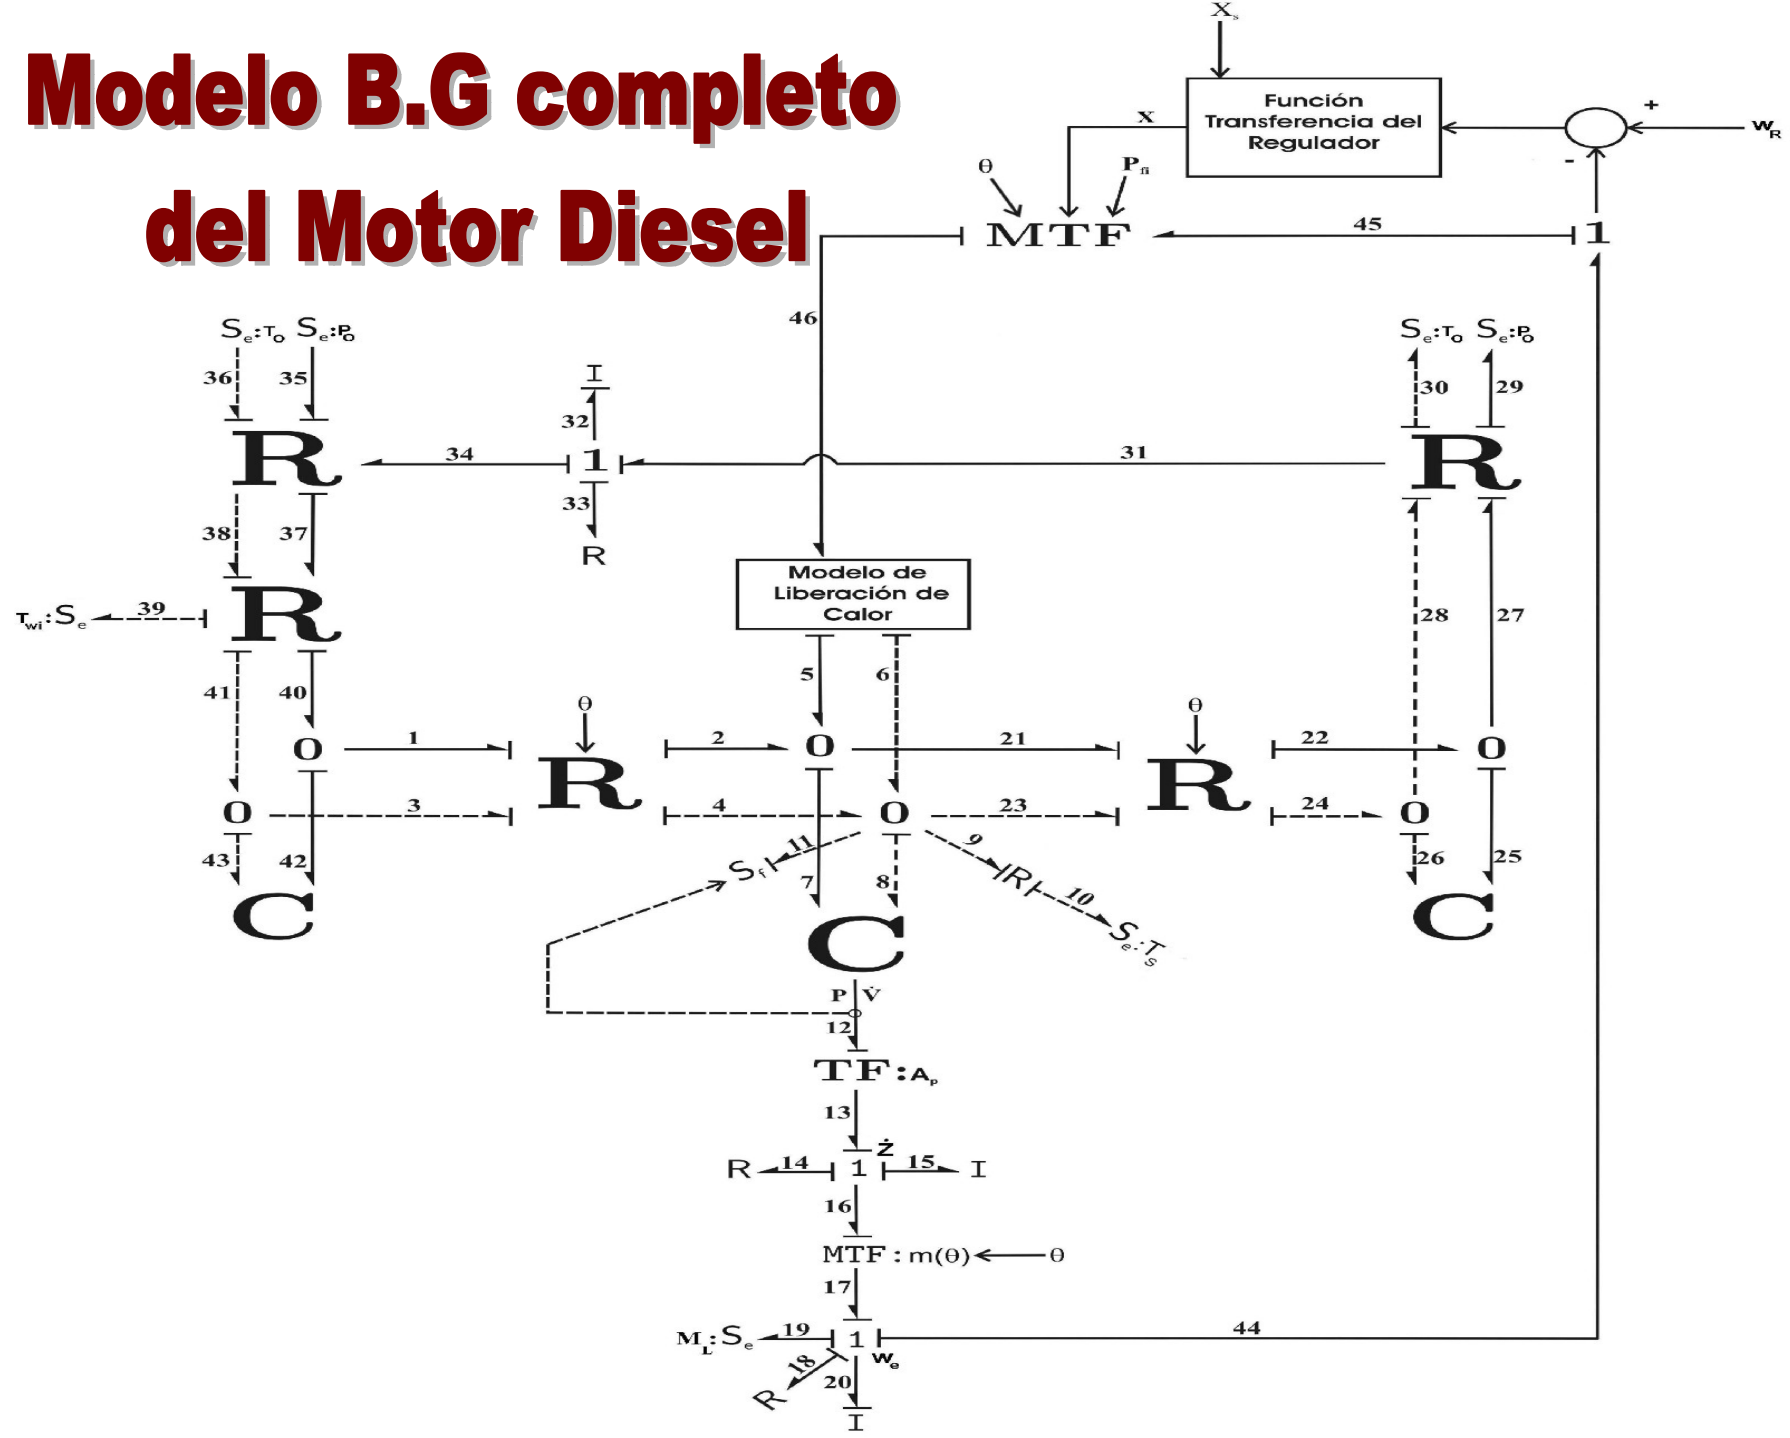 Modelo B.G completo
del Motor Diesel
Xs
Función
Transferencia del
Regulador
x
+
wR
-
θ
Pfi
MTF
45
1
46
Se:TO Se:PO
36 35
R
I
32
34
1
31
33
R
Se:TO Se:PO
30 29
R
38 37
Twi:Se 39
R
Modelo de
Liberación de
Calor
28 27
41 40
5 6
θ
θ
0 1
2 0
21
22 0
R
R
0 3
4 0
23
24 0
43 42
C
Sf 11
7 8
9 R 10 Se:Ts
26 25
C
C
P V̇
12
TF:Ap
13
Ż
R 14 1 15 I
16
MTF:m(θ) θ
17
ML:Se 19 1 44
we
18 20
R
I